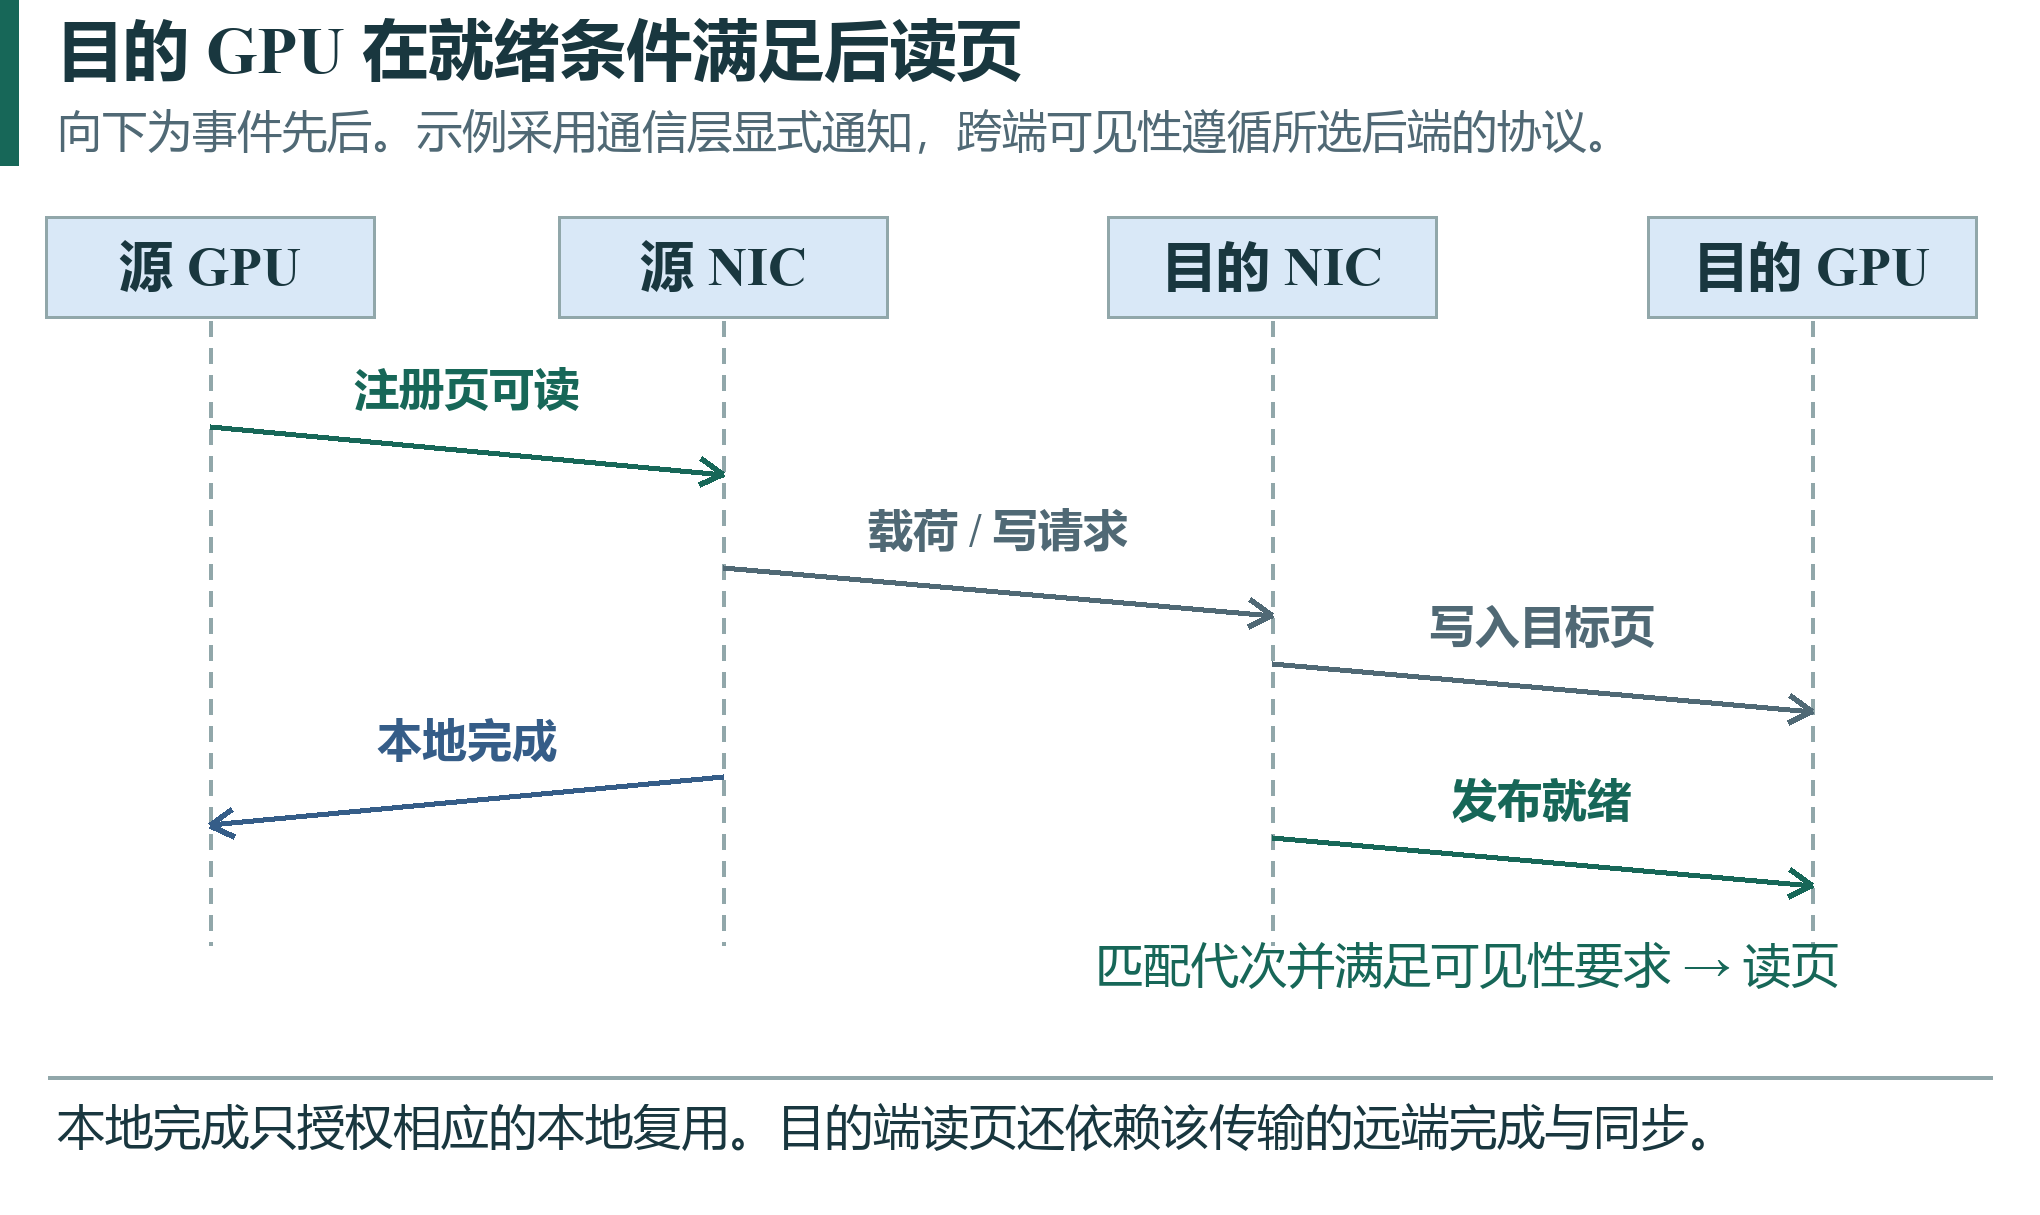 目的 GPU 在就绪条件满足后读页
向下为事件先后。示例采用通信层显式通知，跨端可见性遵循所选后端的协议。
源 GPU
源 NIC
目的 NIC
目的 GPU
注册页可读
载荷 / 写请求
写入目标页
本地完成
发布就绪
匹配代次并满足可见性要求 → 读页
本地完成只授权相应的本地复用。目的端读页还依赖该传输的远端完成与同步。